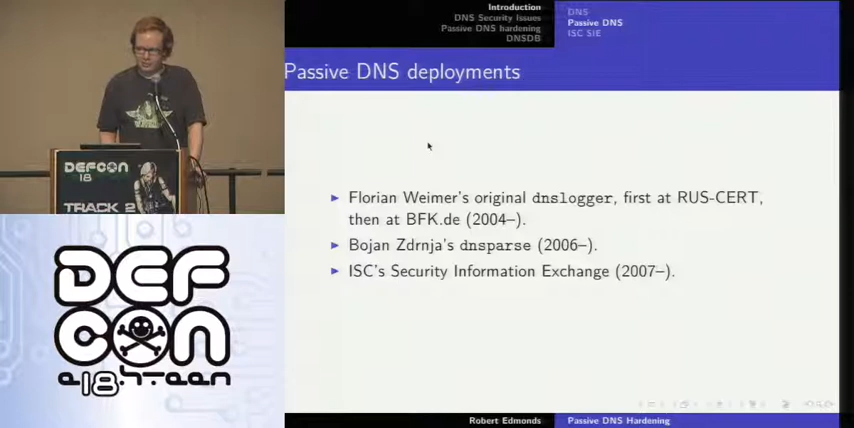 Introduction
DNS Security Issues
Passive DNS hardening
DNSDB
DNS
Passive DNS
ISC SIE
Passive DNS deployments
► Florian Weimer's original dnslogger, first at RUS-CERT,
then at BFK.de (2004–).
► Bojan Zdrnja's dnsparse (2006–).
► ISC's Security Information Exchange (2007–).
Robert Edmonds
Passive DNS Hardening
DEFCON
18
TRACK 2
DEF
CON